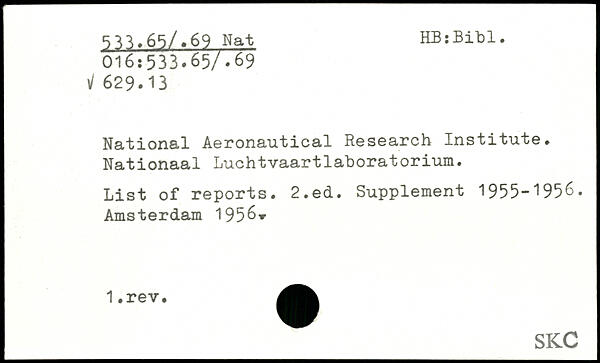 533.65/.69 Nat HB:Bibl.
016:533.65/.69
√ 629.13
National Aeronautical Research Institute.
Nationaal Luchtvaartlaboratorium.
List of reports. 2.ed. Supplement 1955-1956.
Amsterdam 1956.
1.rev.
SKC